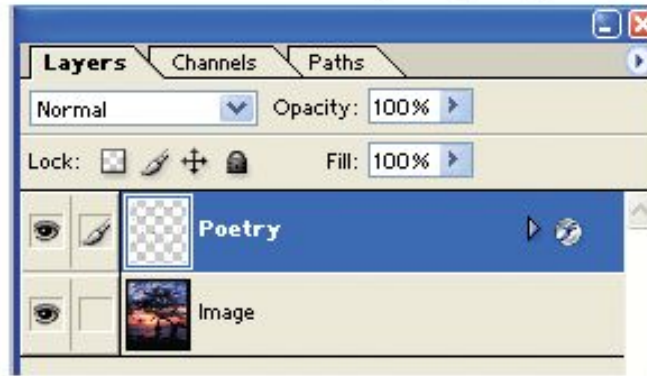 Layers Channels Paths
Normal Opacity: 100%
Lock: Fill: 100%
Poetry
Image